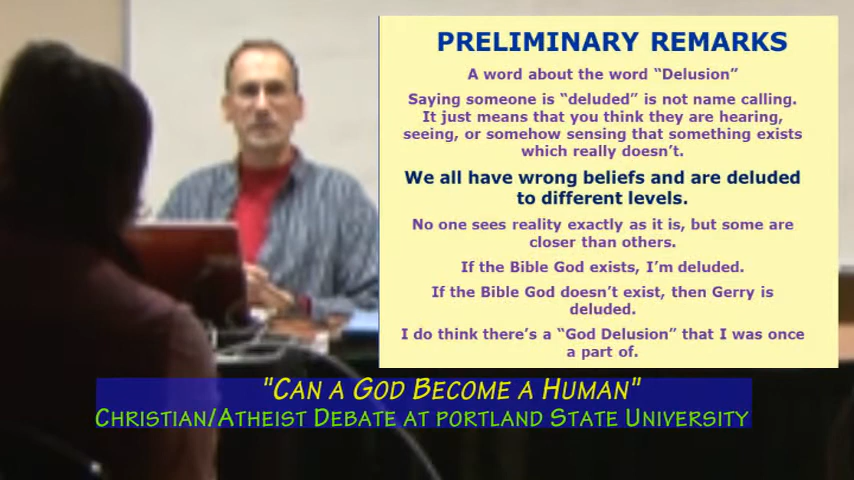 PRELIMINARY REMARKS
A word about the word “Delusion”
Saying someone is “deluded” is not name calling.
It just means that you think they are hearing,
seeing, or somehow sensing that something exists
which really doesn’t.
We all have wrong beliefs and are deluded
to different levels.
No one sees reality exactly as it is, but some are
closer than others.
If the Bible God exists, I’m deluded.
If the Bible God doesn’t exist, then Gerry is
deluded.
I do think there’s a “God Delusion” that I was once
a part of.
"CAN A GOD BECOME A HUMAN"
CHRISTIAN/ATHEIST DEBATE AT PORTLAND STATE UNIVERSITY